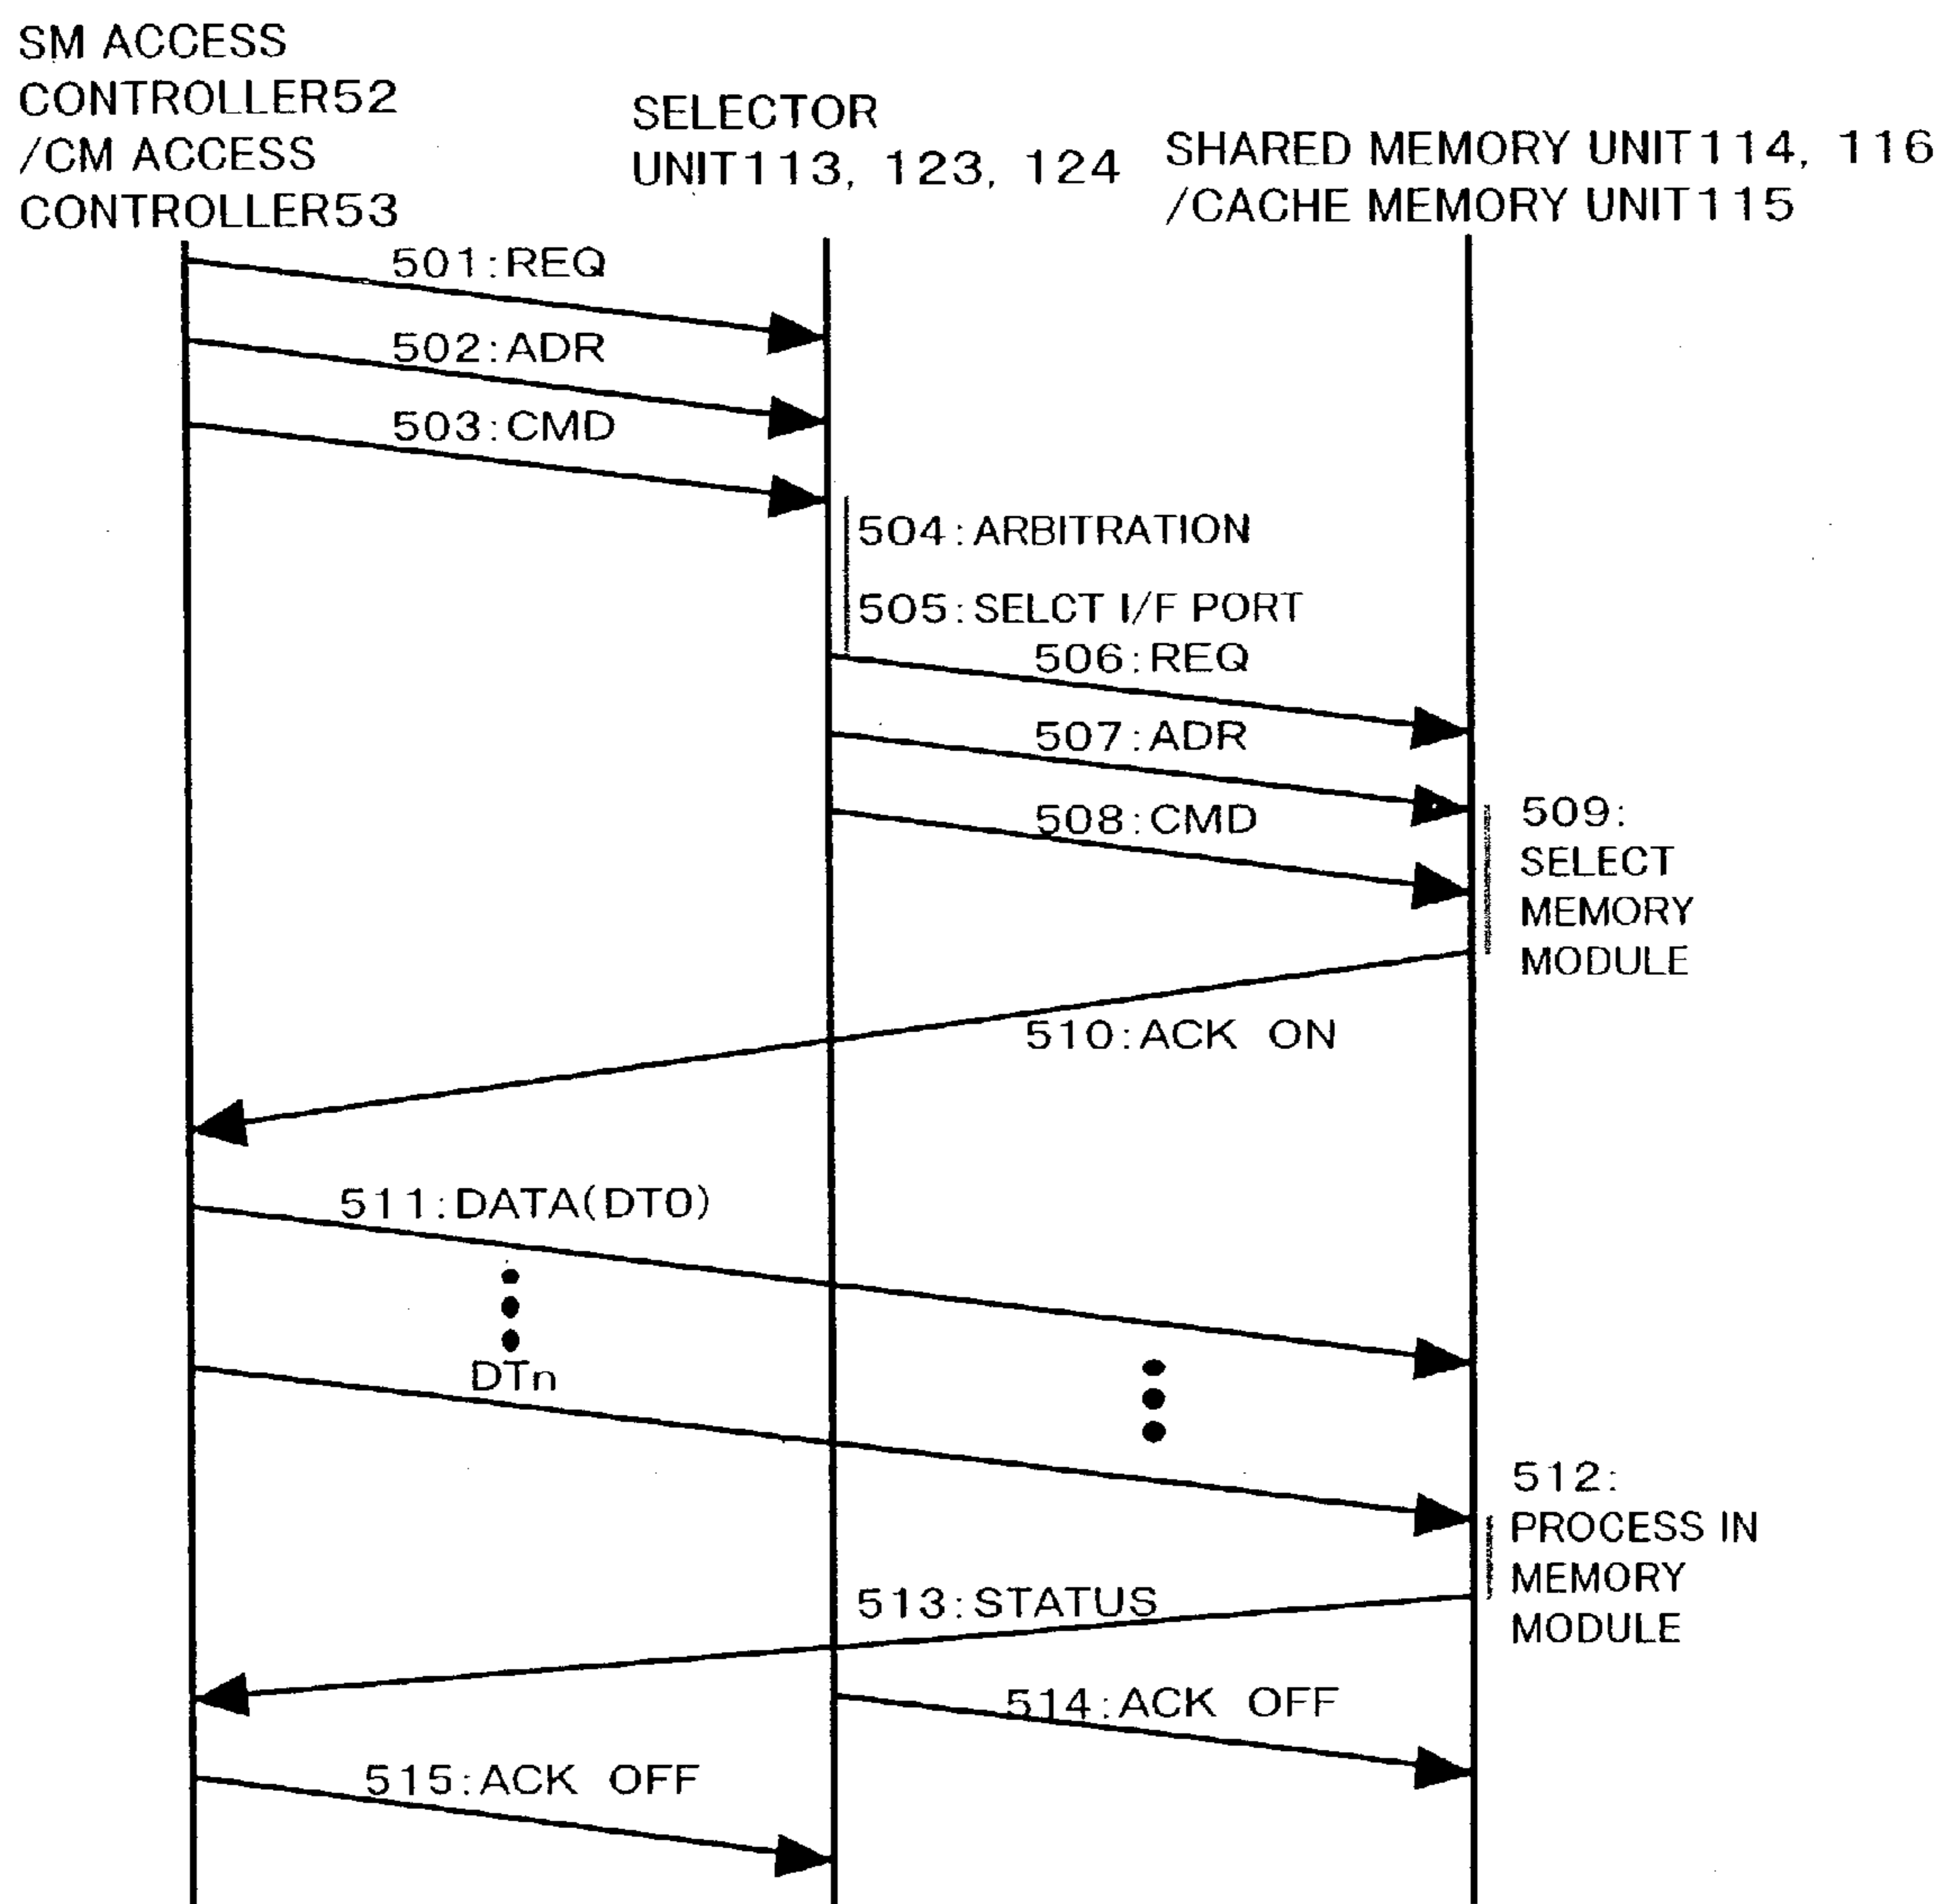 SM ACCESS
CONTROLLER52
/CM ACCESS
CONTROLLER53
SELECTOR
UNIT113, 123, 124
SHARED MEMORY UNIT114, 116
/CACHE MEMORY UNIT115
501:REQ
502:ADR
503:CMD
504:ARBITRATION
505:SELCT I/F PORT
506:REQ
507:ADR
508:CMD
509:
SELECT
MEMORY
MODULE
510:ACK ON
511:DATA(DT0)
DTn
512:
PROCESS IN
MEMORY
MODULE
513:STATUS
514:ACK OFF
515:ACK OFF